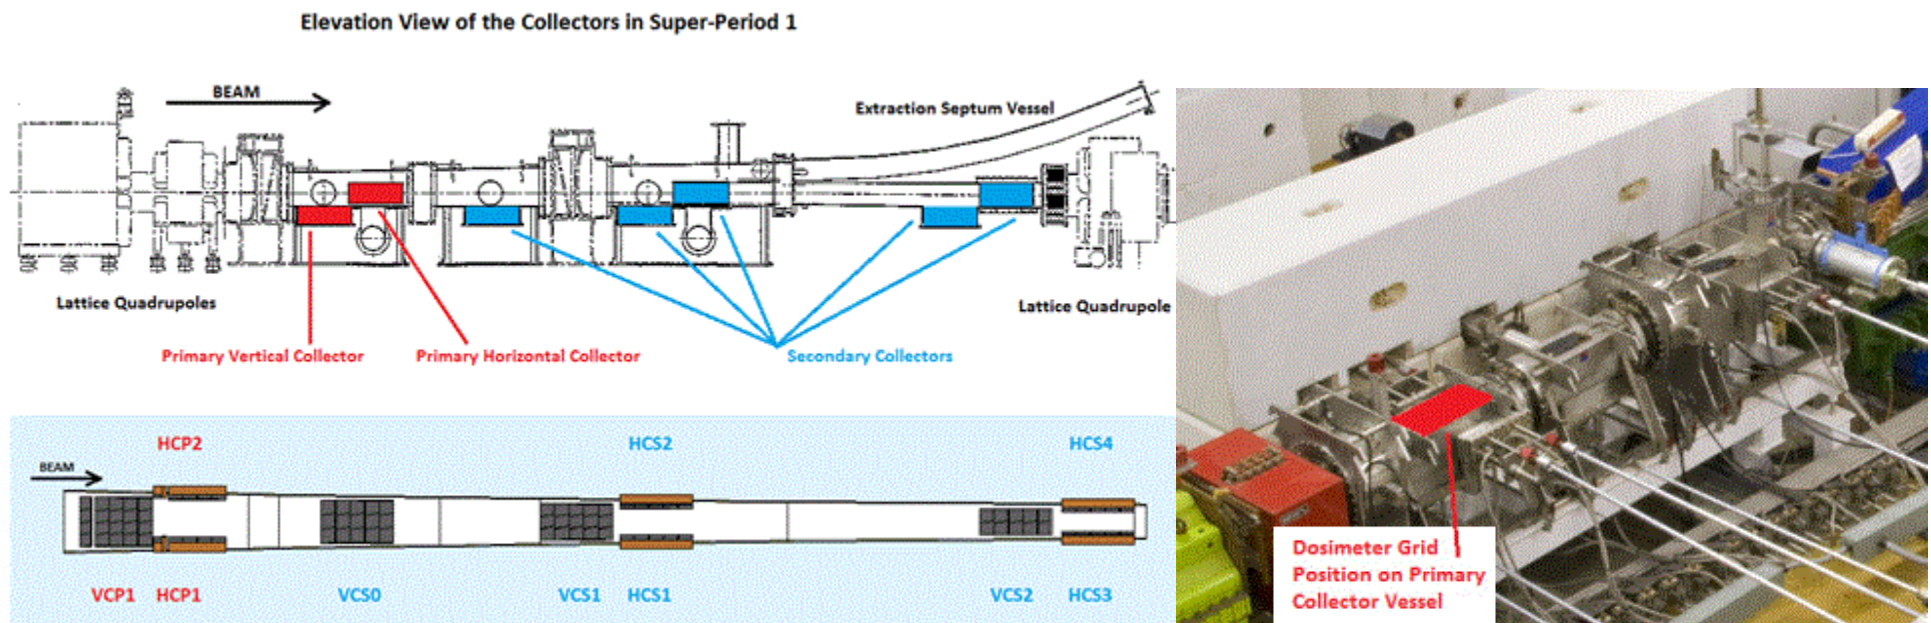 Elevation View of the Collectors in Super-Period 1
BEAM
Extraction Septum Vessel
Lattice Quadrupoles
Lattice Quadrupole
Primary Vertical Collector
Primary Horizontal Collector
Secondary Collectors
HCP2
HCS2
HCS4
BEAM
VCP1
HCP1
VCS0
VCS1
HCS1
VCS2
HCS3
Dosimeter Grid
Position on Primary
Collector Vessel